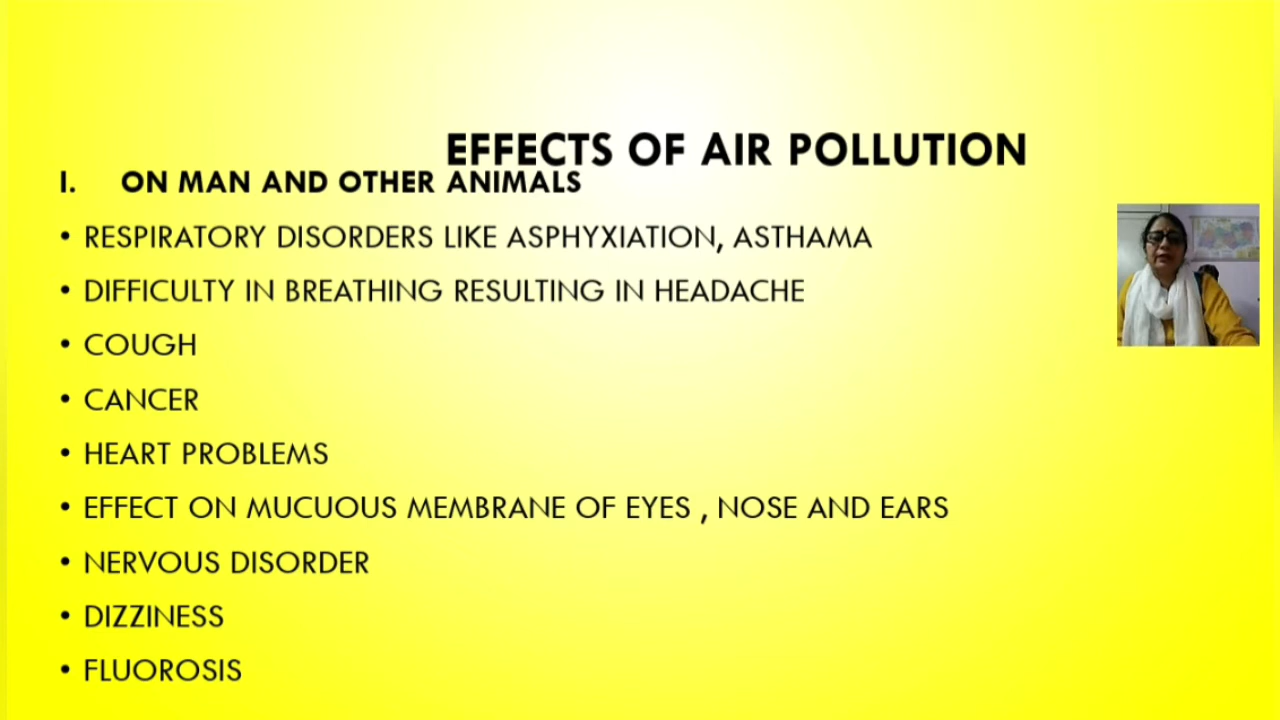 EFFECTS OF AIR POLLUTION
I. ON MAN AND OTHER ANIMALS
• RESPIRATORY DISORDERS LIKE ASPHYXIATION, ASTHAMA
• DIFFICULTY IN BREATHING RESULTING IN HEADACHE
• COUGH
• CANCER
• HEART PROBLEMS
• EFFECT ON MUCUOUS MEMBRANE OF EYES , NOSE AND EARS
• NERVOUS DISORDER
• DIZZINESS
• FLUOROSIS